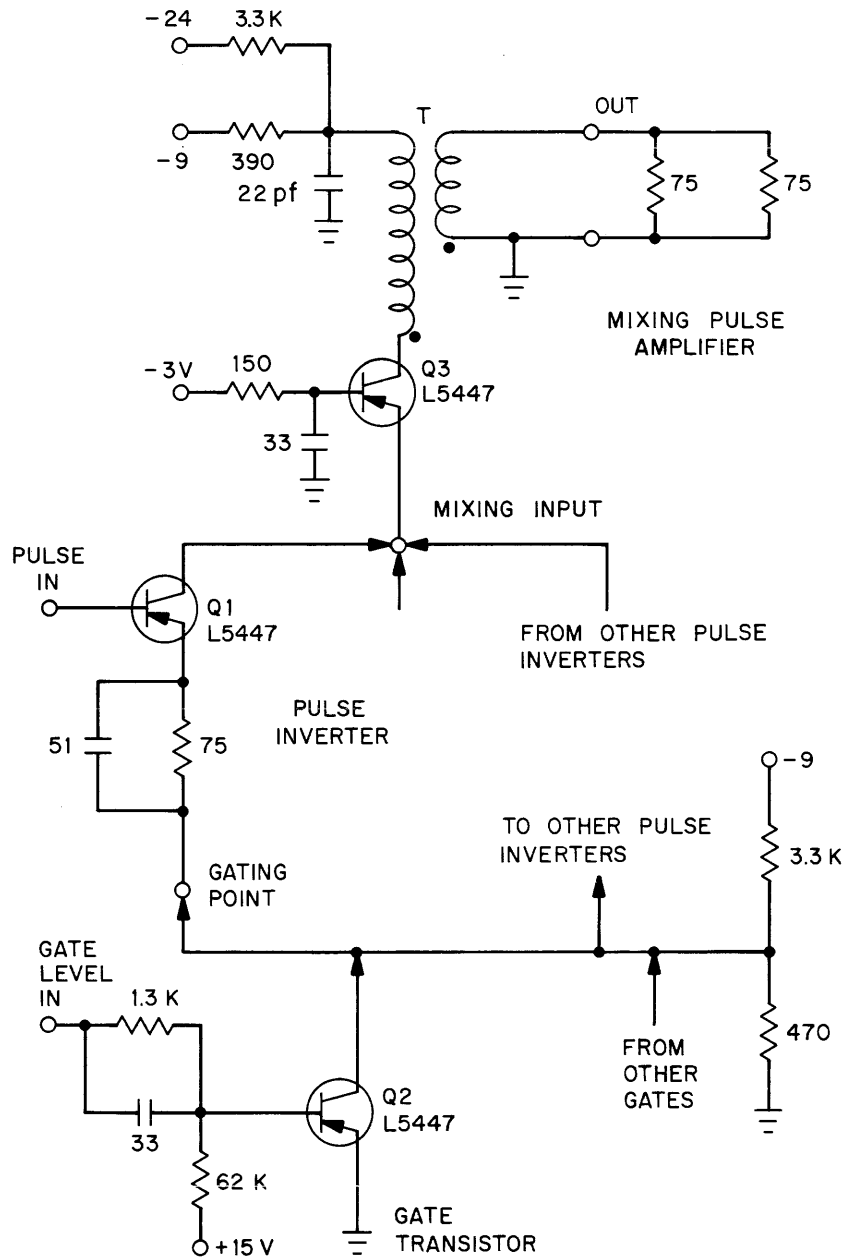 -24
3.3 K
-9
390
22 pf
T
OUT
75
75
MIXING PULSE
AMPLIFIER
-3V
150
33
Q3
L5447
MIXING INPUT
PULSE
IN
Q1
L5447
FROM OTHER PULSE
INVERTERS
51
75
PULSE
INVERTER
-9
3.3 K
TO OTHER PULSE
INVERTERS
GATING
POINT
GATE
LEVEL
IN
1.3 K
33
Q2
L5447
FROM
OTHER
GATES
470
62 K
+15 V
GATE
TRANSISTOR